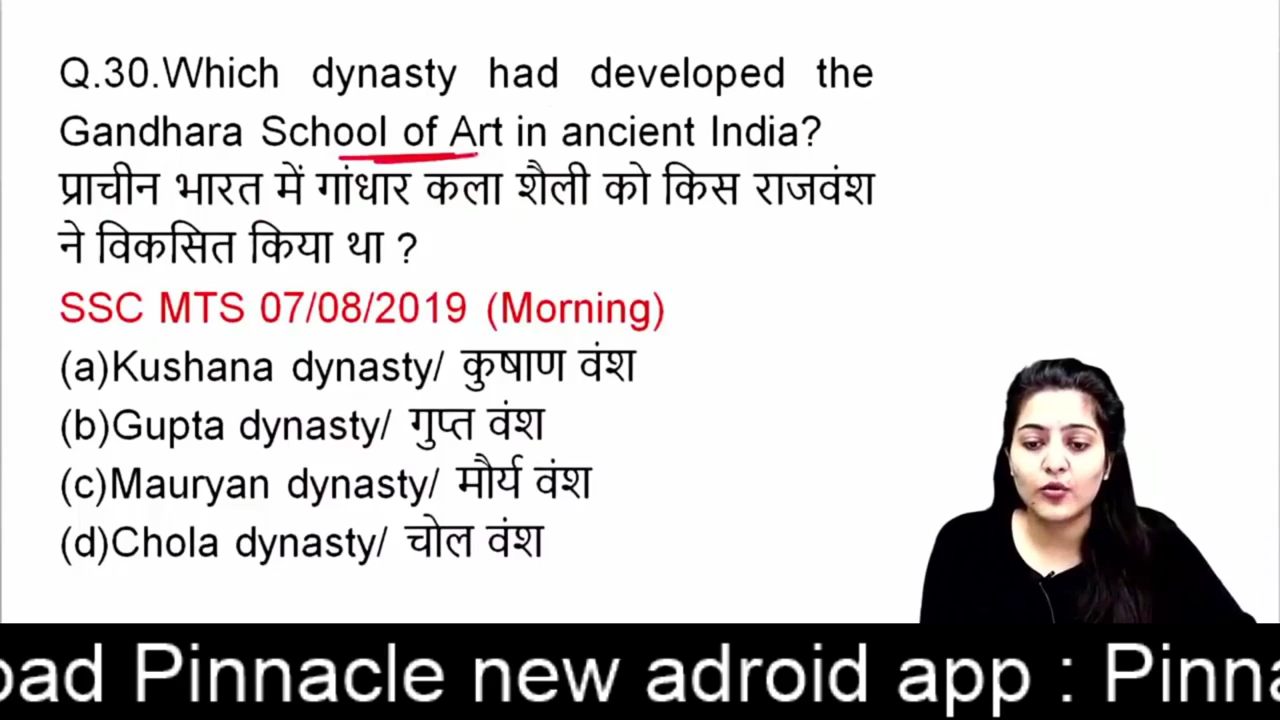 Q.30.Which dynasty had developed the
Gandhara School of Art in ancient India?
प्राचीन भारत में गांधार कला शैली को किस राजवंश
ने विकसित किया था ?
SSC MTS 07/08/2019 (Morning)
(a)Kushana dynasty/ कुषाण वंश
(b)Gupta dynasty/ गुप्त वंश
(c)Mauryan dynasty/ मौर्य वंश
(d)Chola dynasty/ चोल वंश
oad Pinnacle new adroid app : Pinna